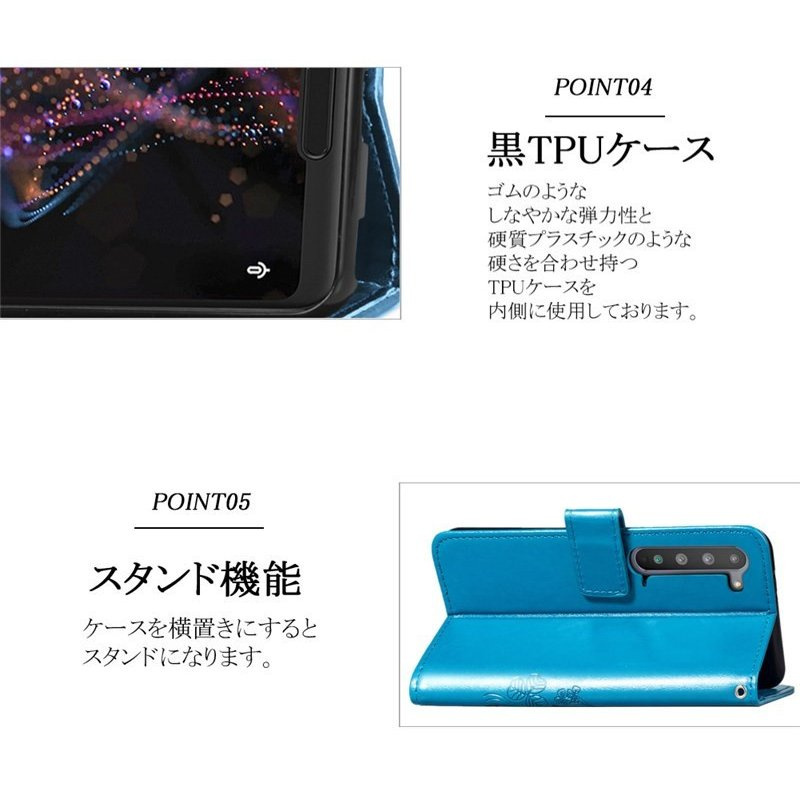 POINT04
黒TPUケース
ゴムのような
しなやかな弾力性と
硬質プラスチックのような
硬さを合わせ持つ
TPUケースを
内側に使用しております。
POINT05
スタンド機能
ケースを横置きにすると
スタンドになります。